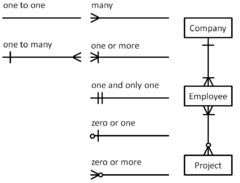 one to one
many
Company
one to many
one or more
one and only one
Employee
zero or one
zero or more
Project